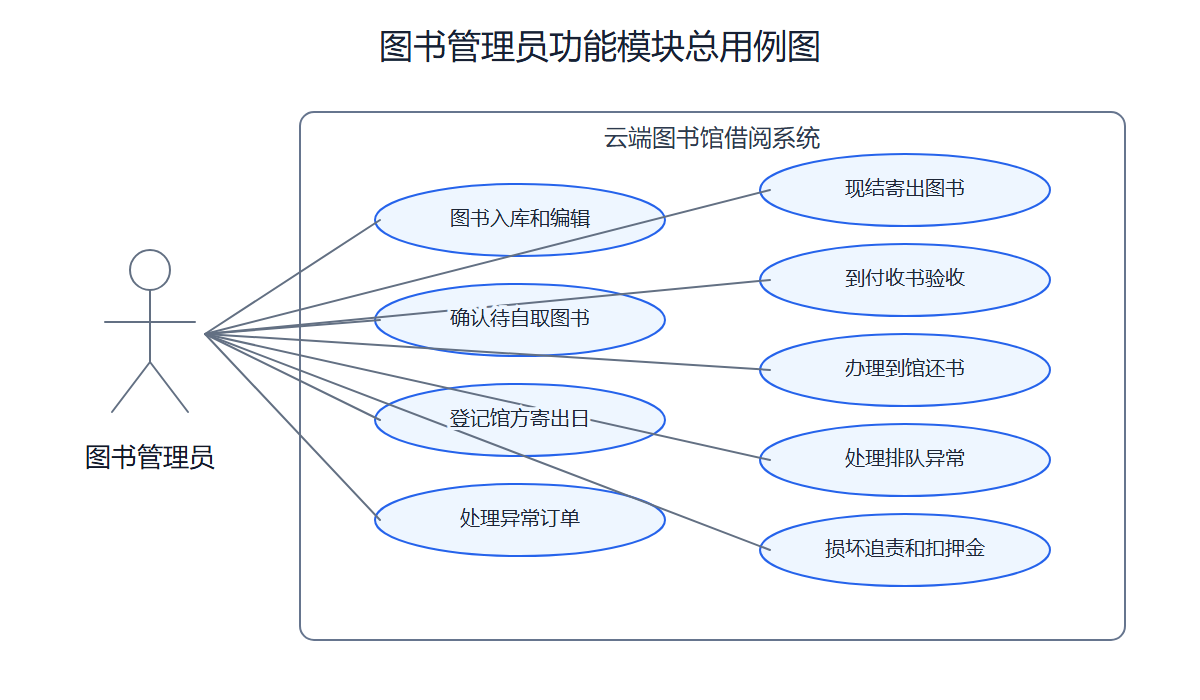 图书管理员功能模块总用例图
云端图书馆借阅系统
图书入库和编辑
确认待自取图书
登记馆方寄出日
处理异常订单
现结寄出图书
到付收书验收
办理到馆还书
处理排队异常
损坏追责和扣押金
图书管理员